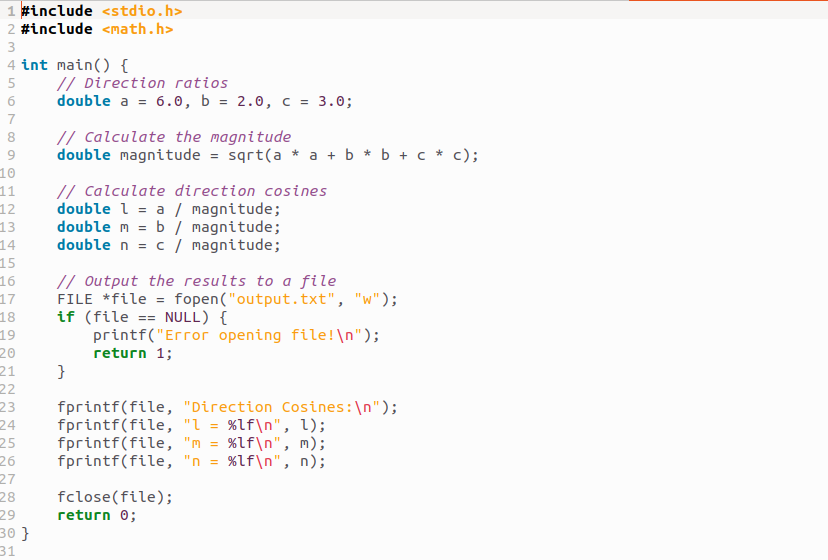 1 #include <stdio.h>
2 #include <math.h>
3
4 int main() {
5     // Direction ratios
6     double a = 6.0, b = 2.0, c = 3.0;
7
8     // Calculate the magnitude
9     double magnitude = sqrt(a * a + b * b + c * c);
10
11     // Calculate direction cosines
12     double l = a / magnitude;
13     double m = b / magnitude;
14     double n = c / magnitude;
15
16     // Output the results to a file
17     FILE *file = fopen("output.txt", "w");
18     if (file == NULL) {
19         printf("Error opening file!\n");
20         return 1;
21     }
22
23     fprintf(file, "Direction Cosines:\n");
24     fprintf(file, "l = %lf\n", l);
25     fprintf(file, "m = %lf\n", m);
26     fprintf(file, "n = %lf\n", n);
27
28     fclose(file);
29     return 0;
30 }
31